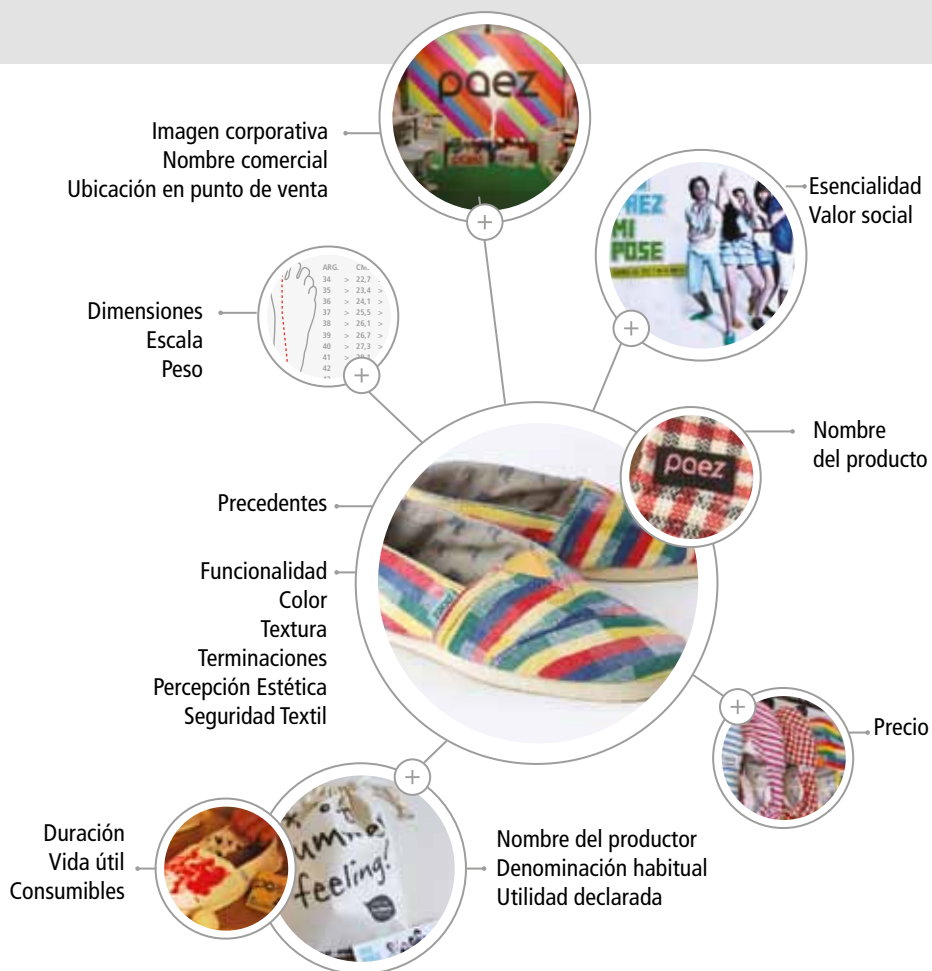 paez
Imagen corporativa
Nombre comercial
Ubicación en punto de venta
Esencialidad
Valor social
PAEZ
MI
POSE
ARG.
34 > 22,7
35 > 23,4 >
36 > 24,1 >
37 > 25,5 >
38 > 26,1 >
39 > 26,7 >
40 > 27,3 >
41 >
42
Dimensiones
Escala
Peso
Nombre
del producto
paez
Precedentes
Funcionalidad
Color
Textura
Terminaciones
Percepción Estética
Seguridad Textil
Precio
Duración
Vida útil
Consumibles
feeling!
Nombre del productor
Denominación habitual
Utilidad declarada